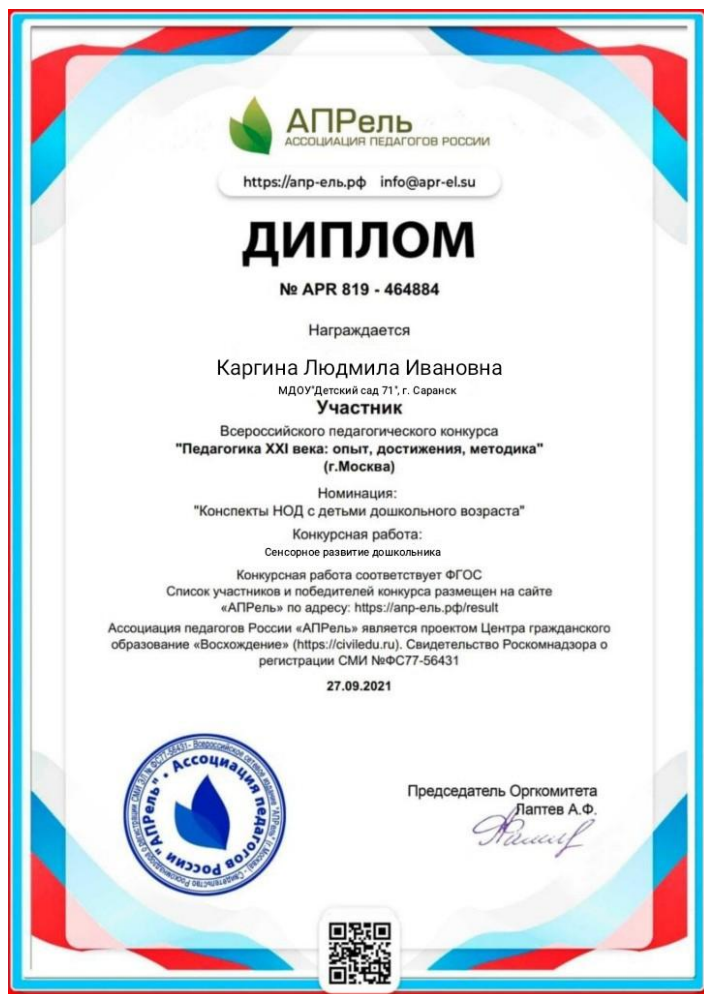 АПРель
АССОЦИАЦИЯ ПЕДАГОГОВ РОССИИ
https://апр-ель.рф info@apr-el.su
ДИПЛОМ
№ APR 819 - 464884
Награждается
Каргина Людмила Ивановна
МДОУ"Детский сад 71", г. Саранск
Участник
Всероссийского педагогического конкурса
"Педагогика XXI века: опыт, достижения, методика"
(г.Москва)
Номинация:
"Конспекты НОД с детьми дошкольного возраста"
Конкурсная работа:
Сенсорное развитие дошкольника
Конкурсная работа соответствует ФГОС
Список участников и победителей конкурса размещен на сайте
«АПРель» по адресу: https://апр-ель.рф/result
Ассоциация педагогов России «АПРель» является проектом Центра гражданского
образование «Восхождение» (https://civiledu.ru). Свидетельство Роскомнадзора о
регистрации СМИ №ФС77-56431
27.09.2021
Ассоциация педагогов России "АПРель"
Председатель Оргкомитета
Лаптев А.Ф.